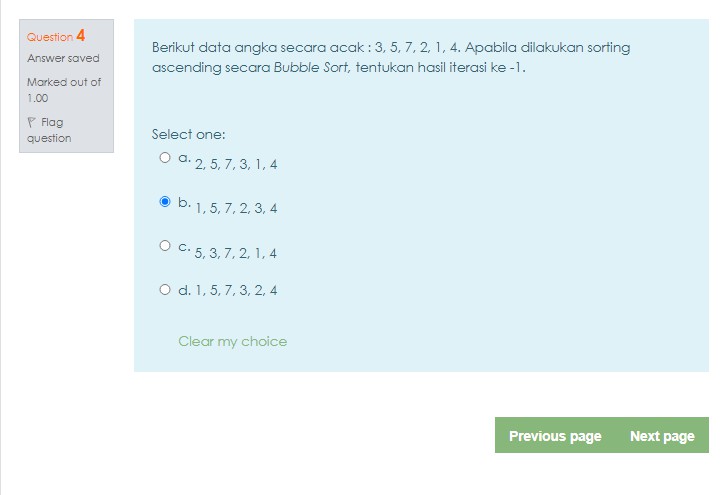 Question 4
Answer saved
Marked out of
1.00
Flag
question
Berikut data angka secara acak : 3, 5, 7, 2, 1, 4. Apabila dilakukan sorting
ascending secara Bubble Sort, tentukan hasil iterasi ke -1.
Select one:
a. 2, 5, 7, 3, 1, 4
b. 1, 5, 7, 2, 3, 4
c. 5, 3, 7, 2, 1, 4
d. 1, 5, 7, 3, 2, 4
Clear my choice
Previous page Next page